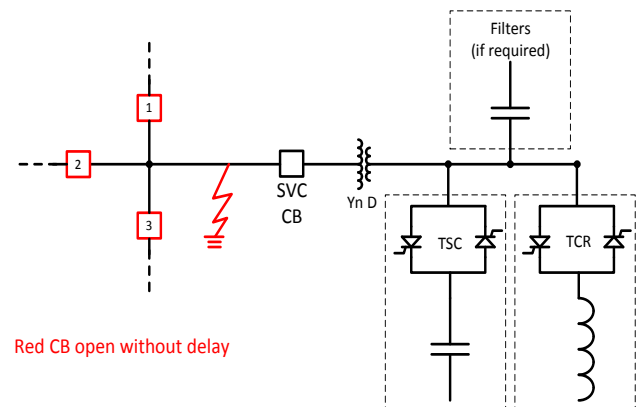 Filters
(if required)
1
2
3
SVC
CB
Yn D
TSC
TCR
Red CB open without delay